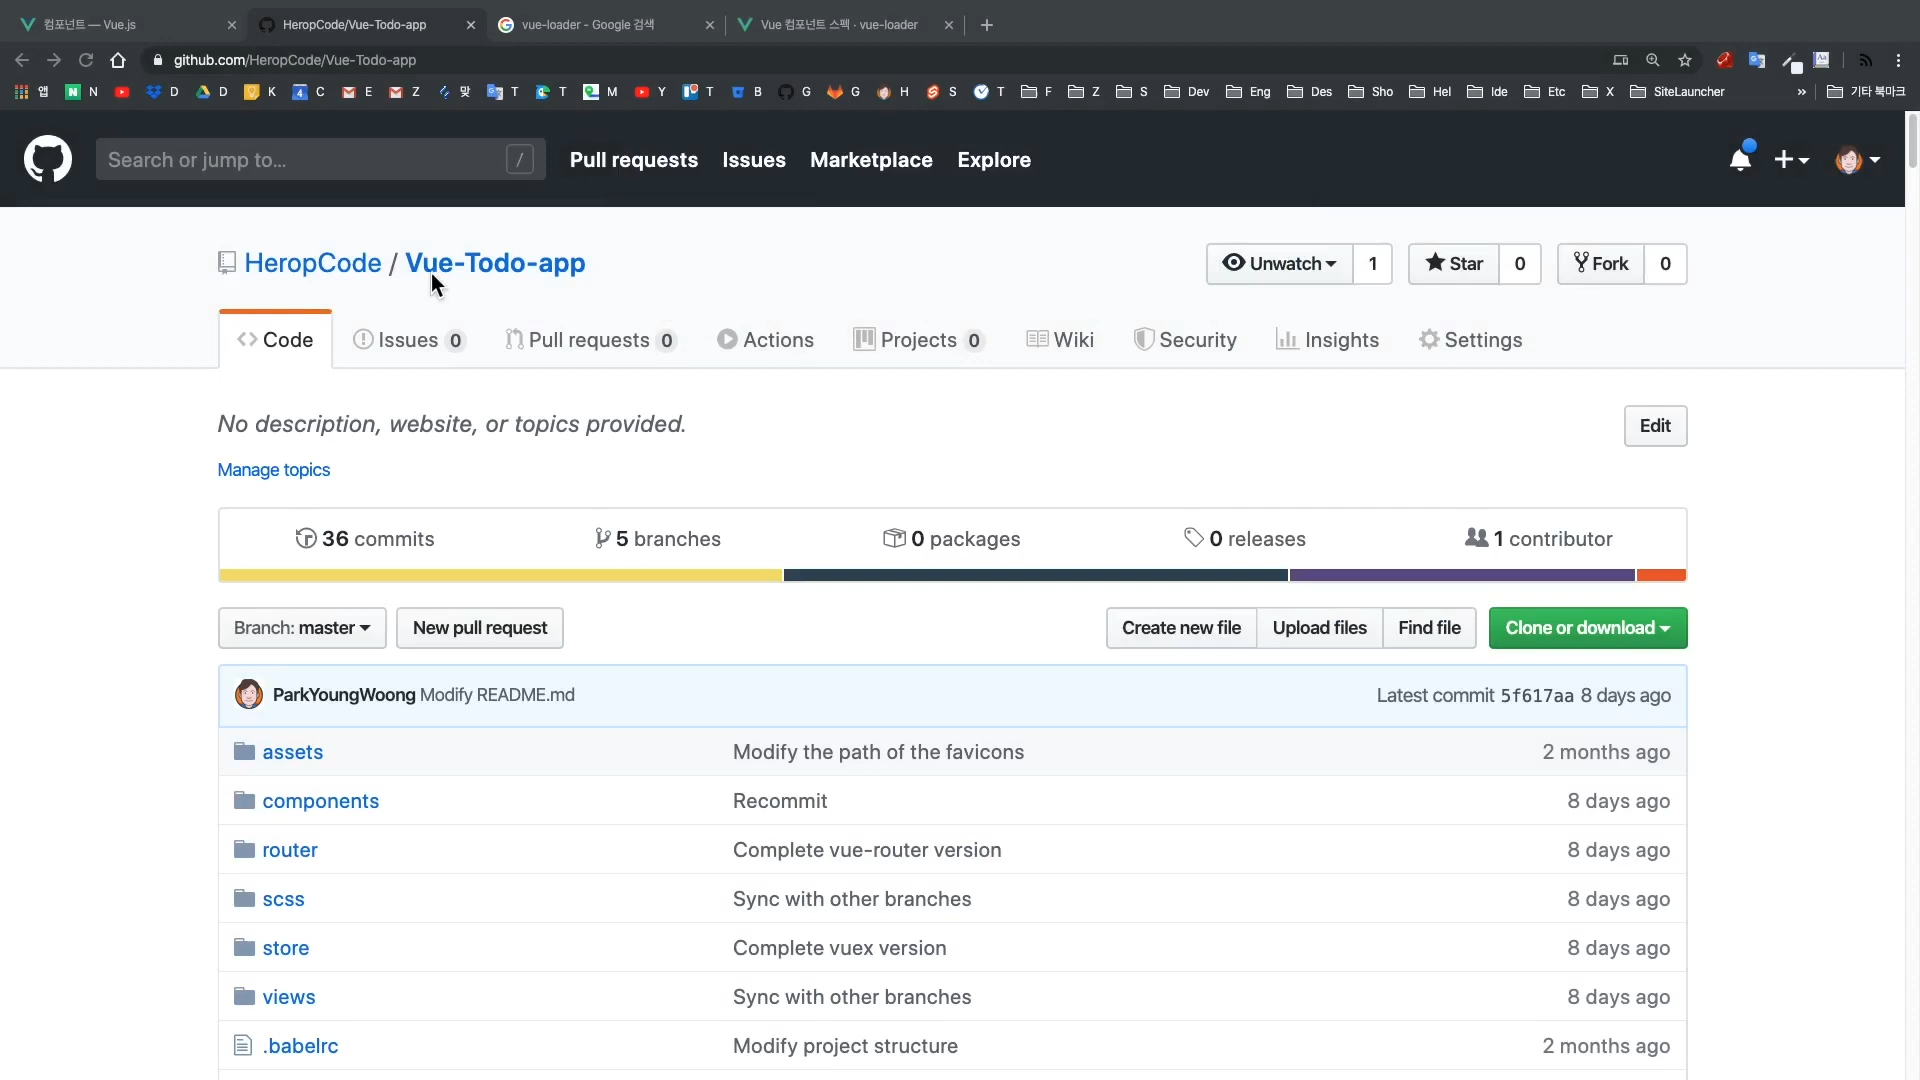 컴포넌트 — Vue.js
HeropCode/Vue-Todo-app
vue-loader - Google 검색
Vue 컴포넌트 스펙 · vue-loader
github.com/HeropCode/Vue-Todo-app
앱 N D D K C E Z 맞 T T M Y T B G G H S T F Z S Dev Eng Des Sho Hel Ide Etc X SiteLauncher » 기타 북마크
Search or jump to... /
Pull requests Issues Marketplace Explore
HeropCode / Vue-Todo-app
Unwatch 1 Star 0 Fork 0
Code Issues 0 Pull requests 0 Actions Projects 0 Wiki Security Insights Settings
No description, website, or topics provided.
Edit
Manage topics
36 commits 5 branches 0 packages 0 releases 1 contributor
Branch: master New pull request Create new file Upload files Find file Clone or download
ParkYoungWoong Modify README.md Latest commit 5f617aa 8 days ago
assets Modify the path of the favicons 2 months ago
components Recommit 8 days ago
router Complete vue-router version 8 days ago
scss Sync with other branches 8 days ago
store Complete vuex version 8 days ago
views Sync with other branches 8 days ago
.babelrc Modify project structure 2 months ago